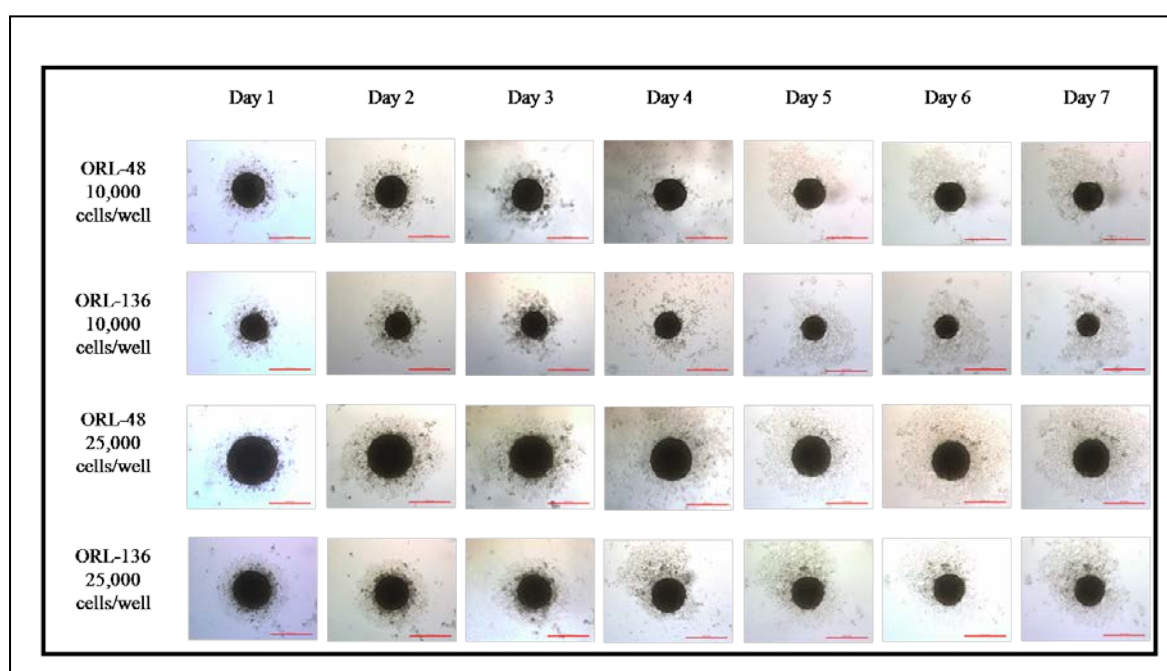 Day 1 Day 2 Day 3 Day 4 Day 5 Day 6 Day 7
ORL-48
10,000
cells/well
ORL-136
10,000
cells/well
ORL-48
25,000
cells/well
ORL-136
25,000
cells/well